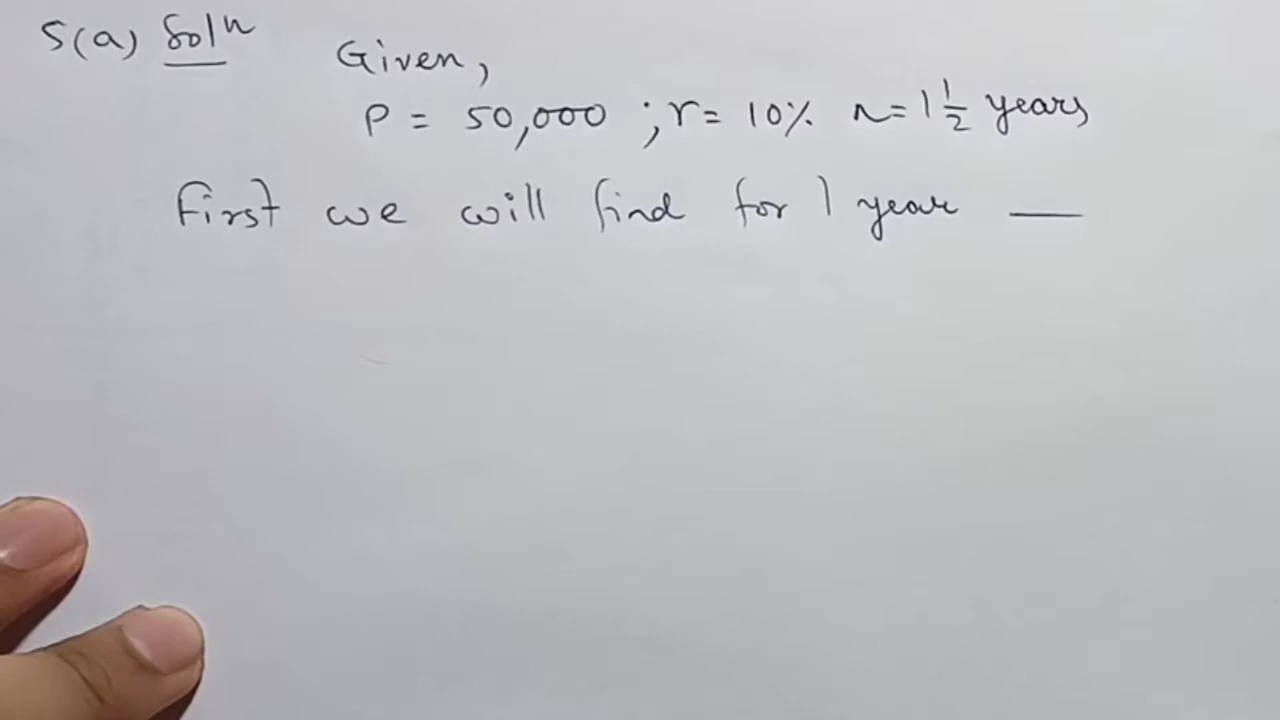 5(a) Soln
Given,
P = 50,000 ; r = 10% n = 1 1/2 years
First we will find for 1 year —